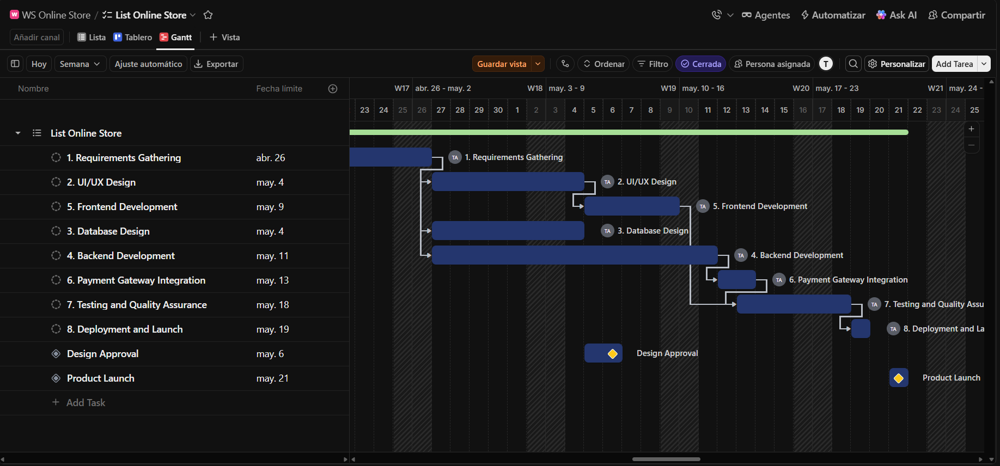 W WS Online Store / List Online Store
Agentes Automatizar Ask AI Compartir
Añadir canal Lista Tablero Gantt + Vista
Hoy Semana Ajuste automático Exportar
Guardar vista Ordenar Filtro Cerrada Persona asignada T Personalizar Add Tarea
Nombre Fecha límite
W17 abr. 26 - may. 2 W18 may. 3 - 9 W19 may. 10 - 16 W20 may. 17 - 23 W21 may. 24 -
23 24 25 26 27 28 29 30 1 2 3 4 5 6 7 8 9 10 11 12 13 14 15 16 17 18 19 20 21 22 23 24 25
List Online Store
1. Requirements Gathering abr. 26 TA 1. Requirements Gathering
2. UI/UX Design may. 4 TA 2. UI/UX Design
5. Frontend Development may. 9 TA 5. Frontend Development
3. Database Design may. 4 TA 3. Database Design
4. Backend Development may. 11 TA 4. Backend Development
6. Payment Gateway Integration may. 13 TA 6. Payment Gateway Integration
7. Testing and Quality Assurance may. 18 TA 7. Testing and Quality Assu
8. Deployment and Launch may. 19 TA 8. Deployment and La
Design Approval may. 6 Design Approval
Product Launch may. 21 Product Launch
+ Add Task